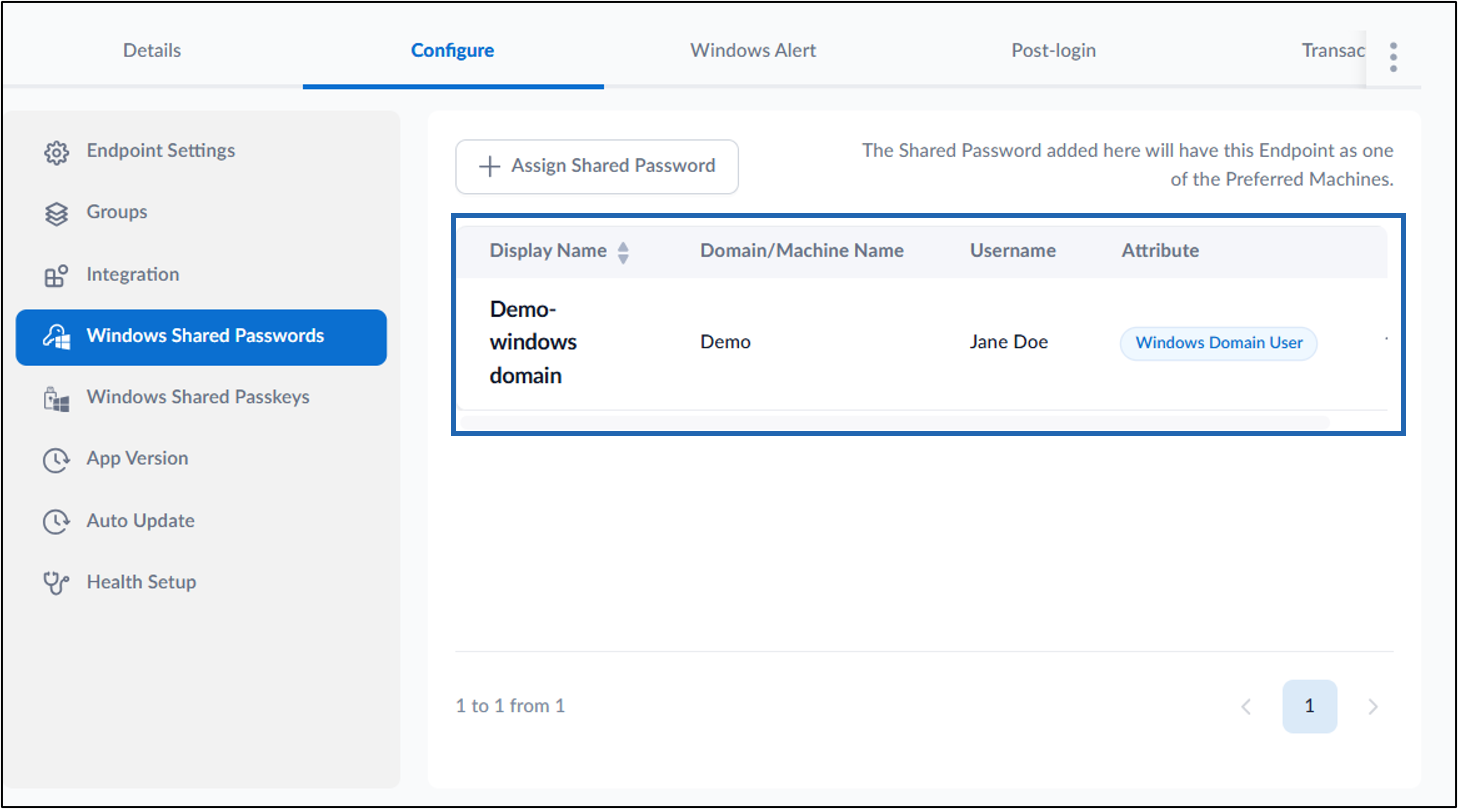 Details
Configure
Windows Alert
Post-login
Transac
Endpoint Settings
Groups
Integration
Windows Shared Passwords
Windows Shared Passkeys
App Version
Auto Update
Health Setup
Assign Shared Password
The Shared Password added here will have this Endpoint as one
of the Preferred Machines.
Display Name
Domain/Machine Name
Username
Attribute
Demo-
windows
domain
Demo
Jane Doe
Windows Domain User
1 to 1 from 1
1